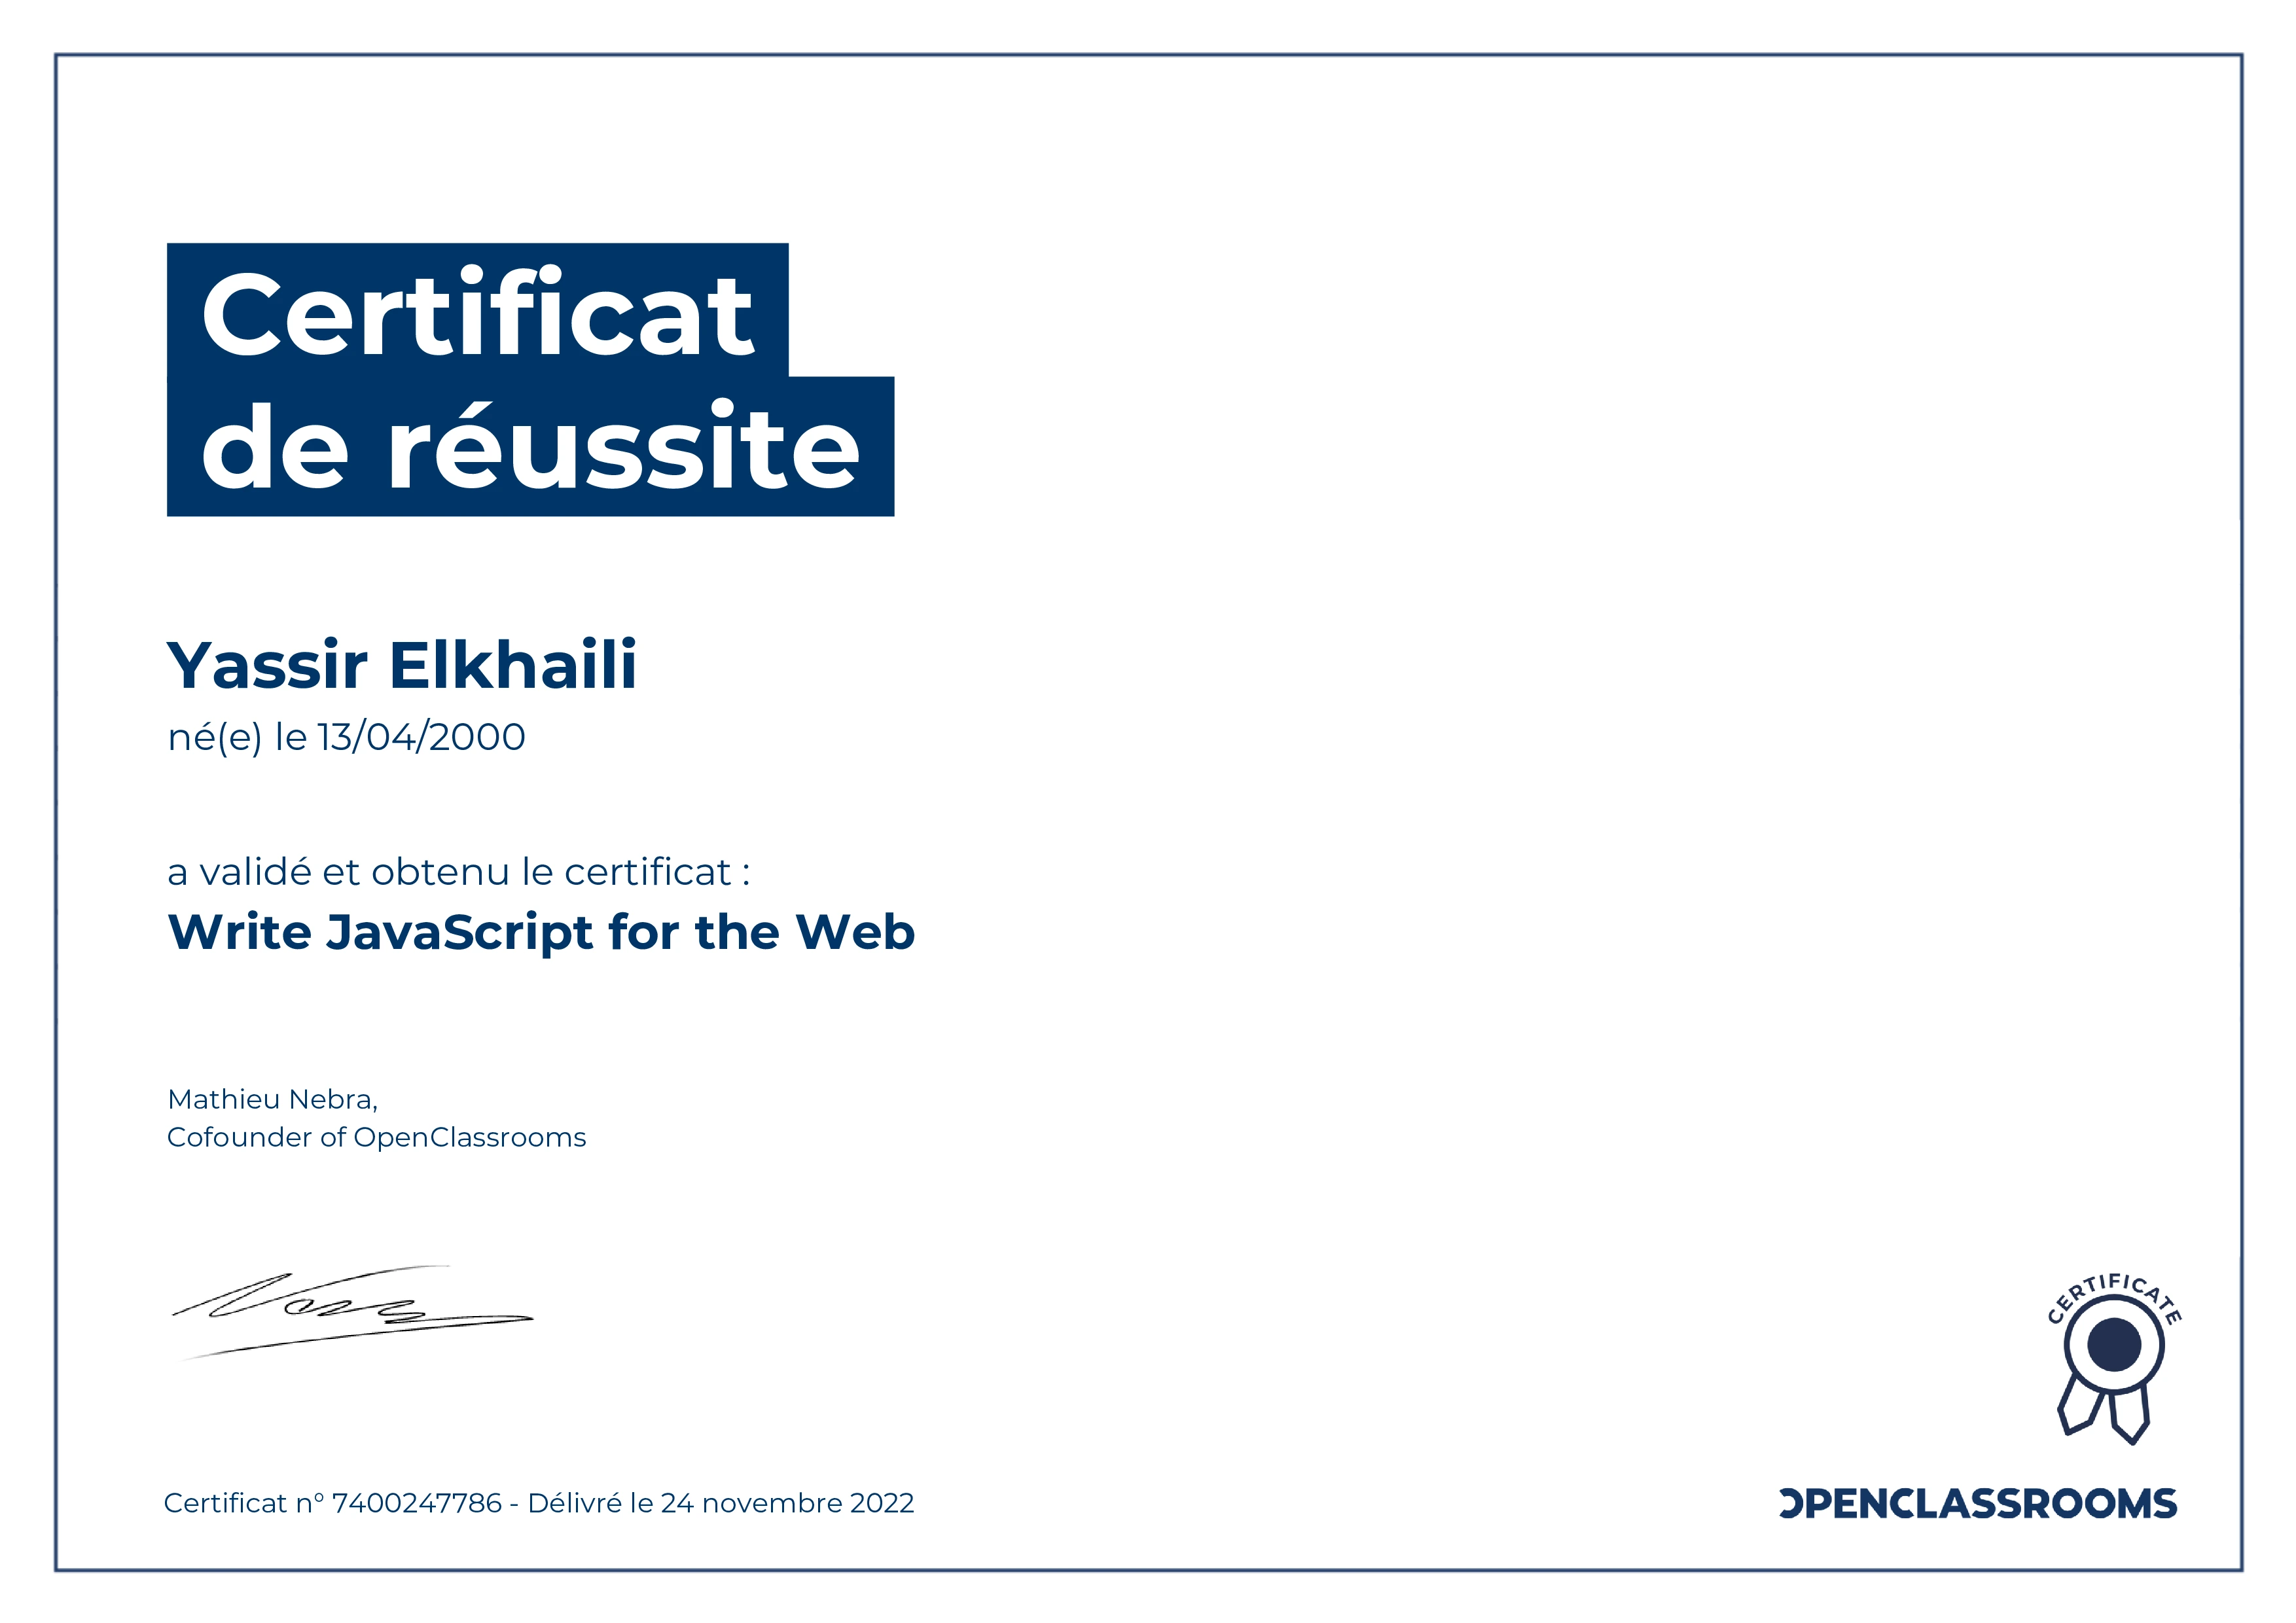 Certificat
de réussite
Yassir Elkhaili
né(e) le 13/04/2000
a validé et obtenu le certificat :
Write JavaScript for the Web
Mathieu Nebra,
Cofounder of OpenClassrooms
CERTIFICATE
Certificat n° 7400247786 - Délivré le 24 novembre 2022
OPENCLASSROOMS